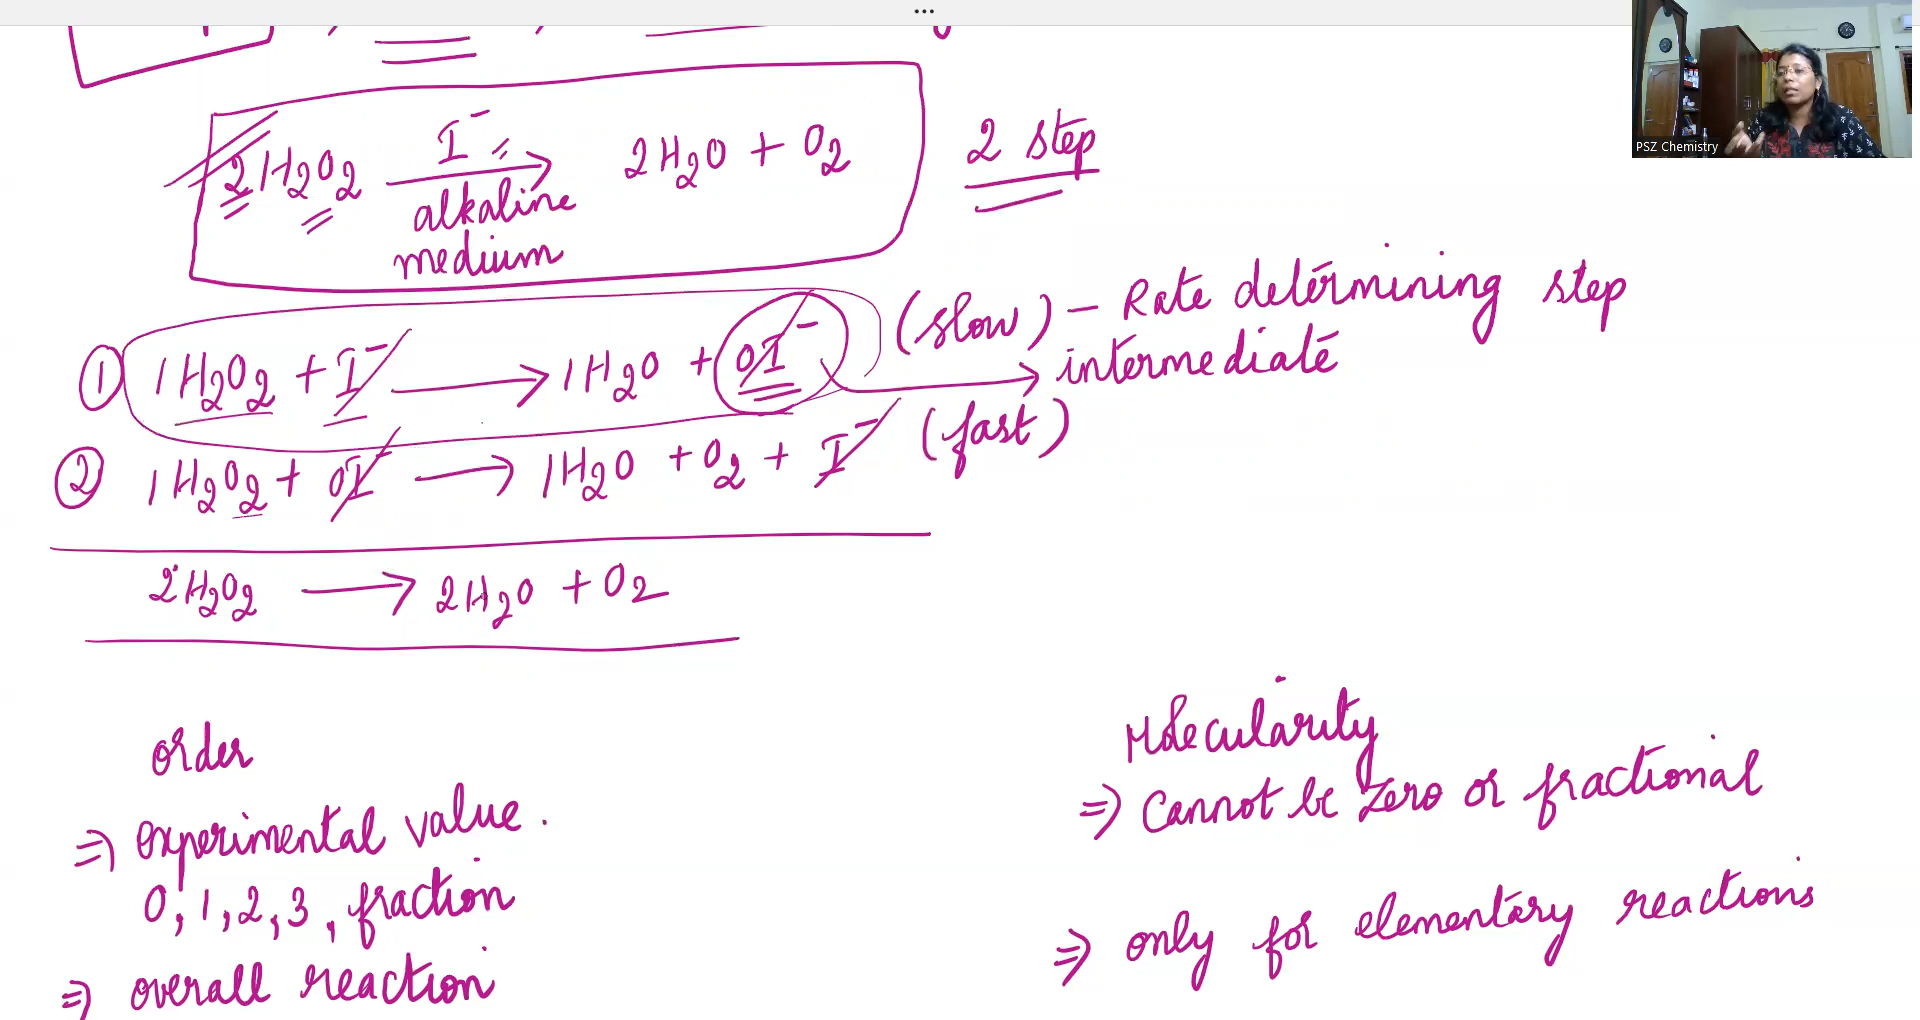 ...
PSZ Chemistry
2H2O2 I⁻ → 2H2O + O2 2 step
alkaline
medium
① 1H2O2 + I⁻ → 1H2O + OI⁻ (slow) – Rate determining step
→ intermediate
② 1H2O2 + OI⁻ → 1H2O + O2 + I⁻ (fast)
2H2O2 → 2H2O + O2
Order
⇒ experimental value.
0, 1, 2, 3, fraction
⇒ overall reaction
Molecularity
⇒ Cannot be Zero or fractional
⇒ only for elementary reactions